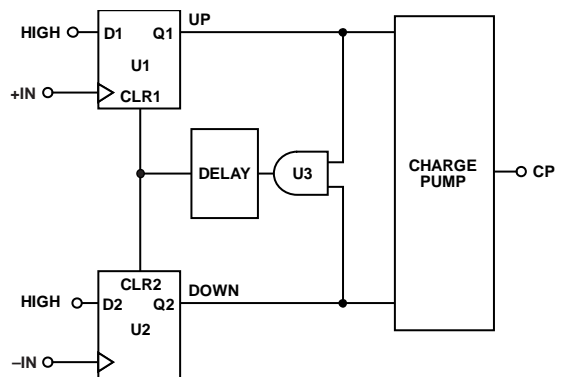 UP
HIGH
D1
Q1
U1
+IN
CLR1
DELAY
U3
CHARGE
PUMP
CP
CLR2
DOWN
HIGH
D2
Q2
U2
–IN